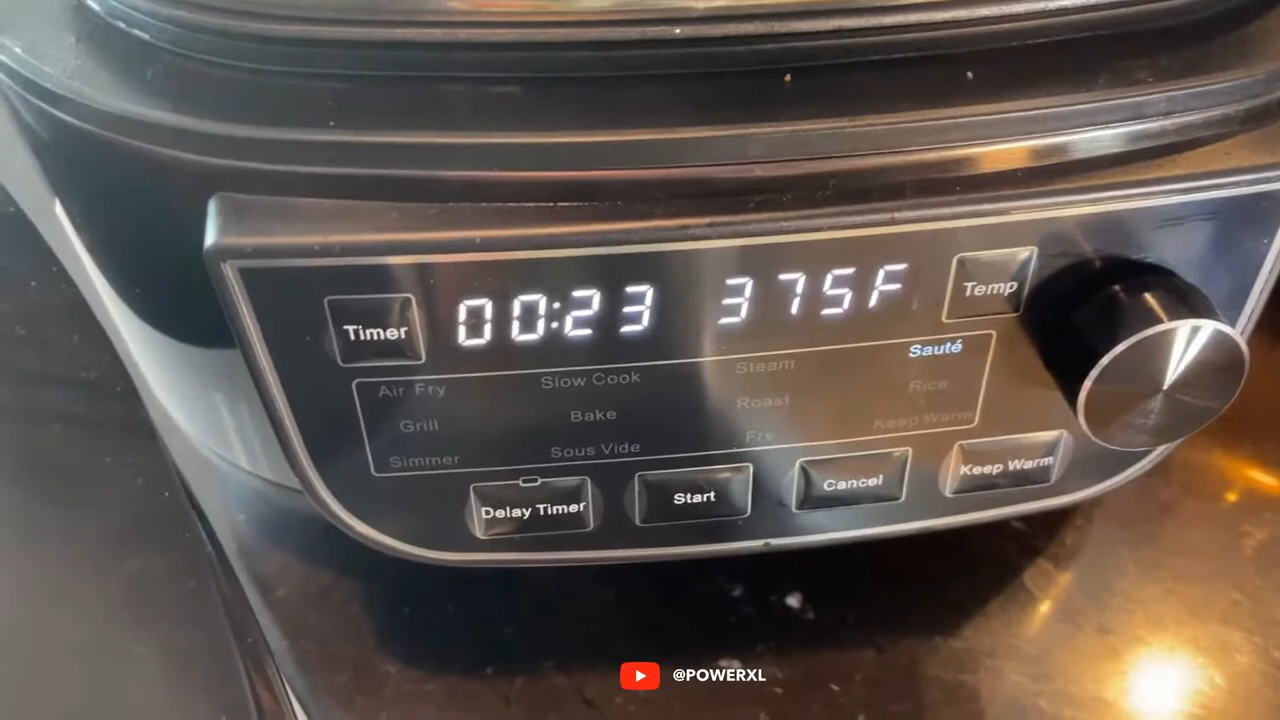 Timer
00:23 375F
Temp
Air Fry Slow Cook Steam Sauté
Grill Bake Roast Rice
Simmer Sous Vide Fry Keep Warm
Delay Timer Start Cancel Keep Warm
@POWERXL